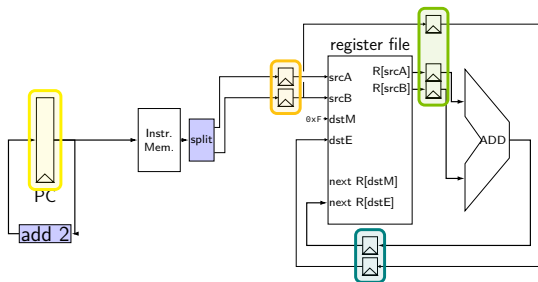 register file
srcA
R[srcA]
R[srcB]
srcB
0xF
dstM
Instr.
Mem.
split
dstE
ADD
next R[dstM]
PC
next R[dstE]
add 2